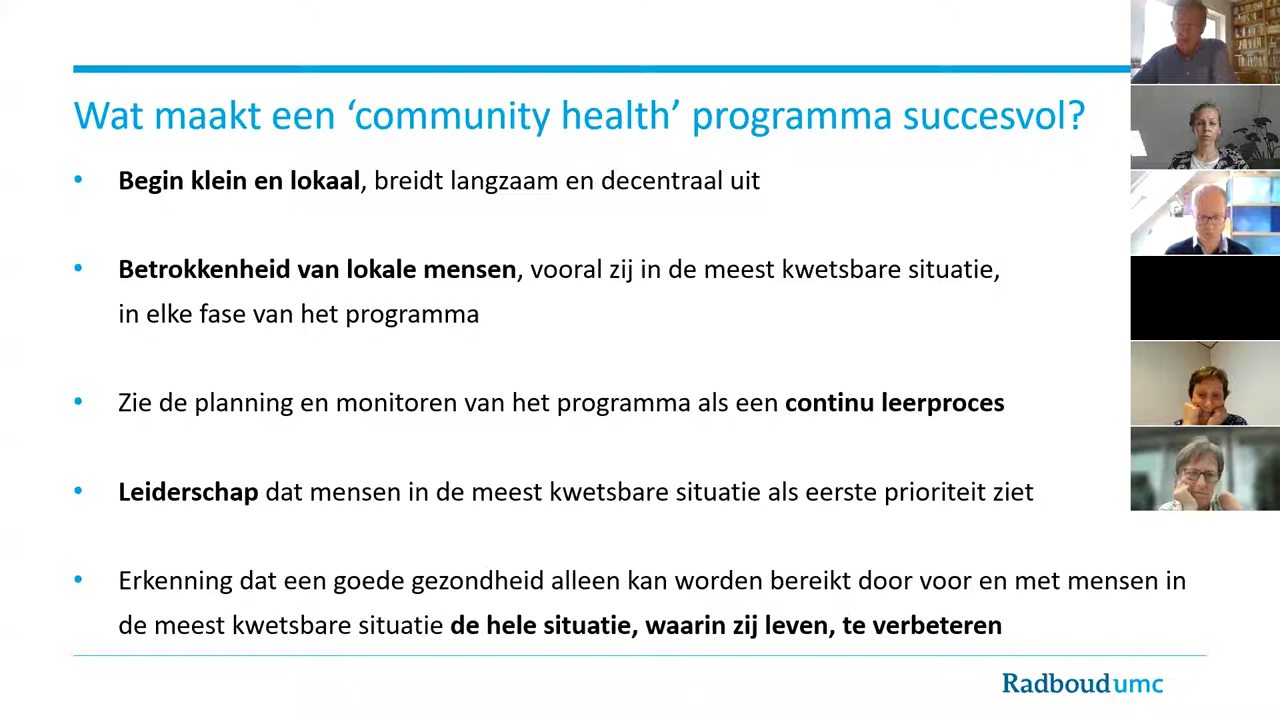 Wat maakt een ‘community health’ programma succesvol?
• Begin klein en lokaal, breidt langzaam en decentraal uit
• Betrokkenheid van lokale mensen, vooral zij in de meest kwetsbare situatie,
in elke fase van het programma
• Zie de planning en monitoren van het programma als een continu leerproces
• Leiderschap dat mensen in de meest kwetsbare situatie als eerste prioriteit ziet
• Erkenning dat een goede gezondheid alleen kan worden bereikt door voor en met mensen in
de meest kwetsbare situatie de hele situatie, waarin zij leven, te verbeteren
Radboudumc